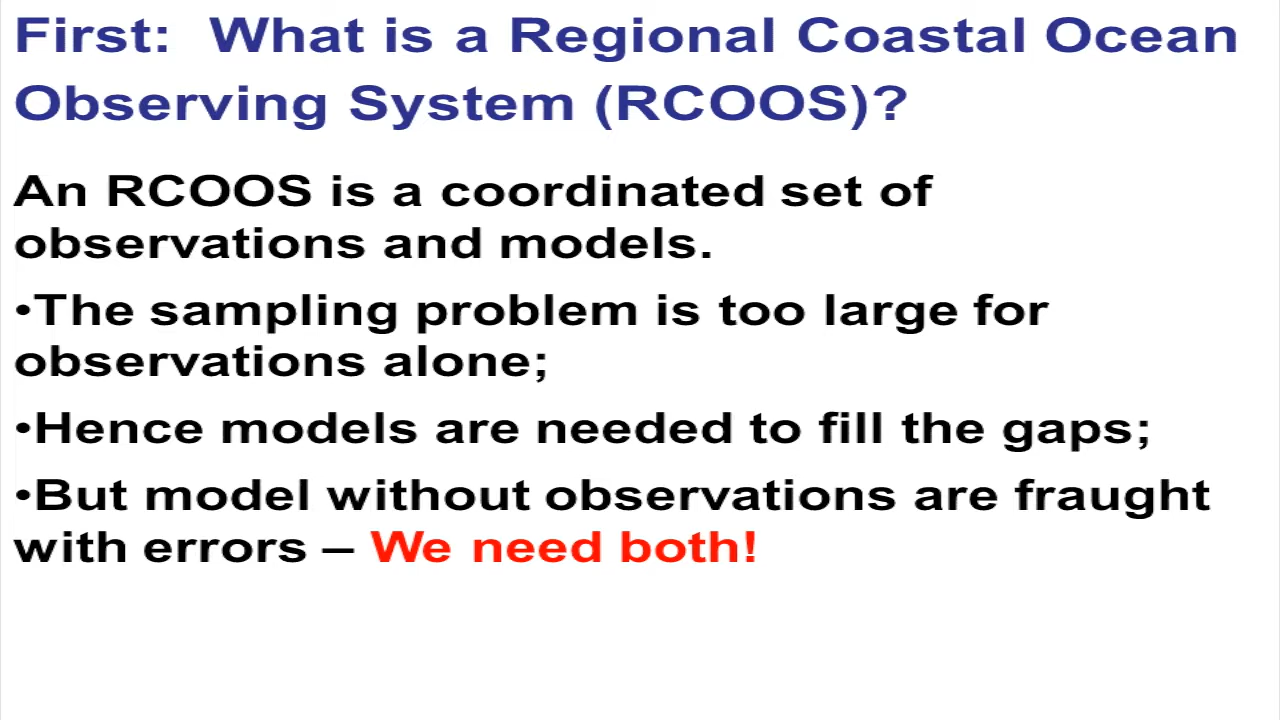 First: What is a Regional Coastal Ocean
Observing System (RCOOS)?
An RCOOS is a coordinated set of
observations and models.
•The sampling problem is too large for
observations alone;
•Hence models are needed to fill the gaps;
•But model without observations are fraught
with errors – We need both!